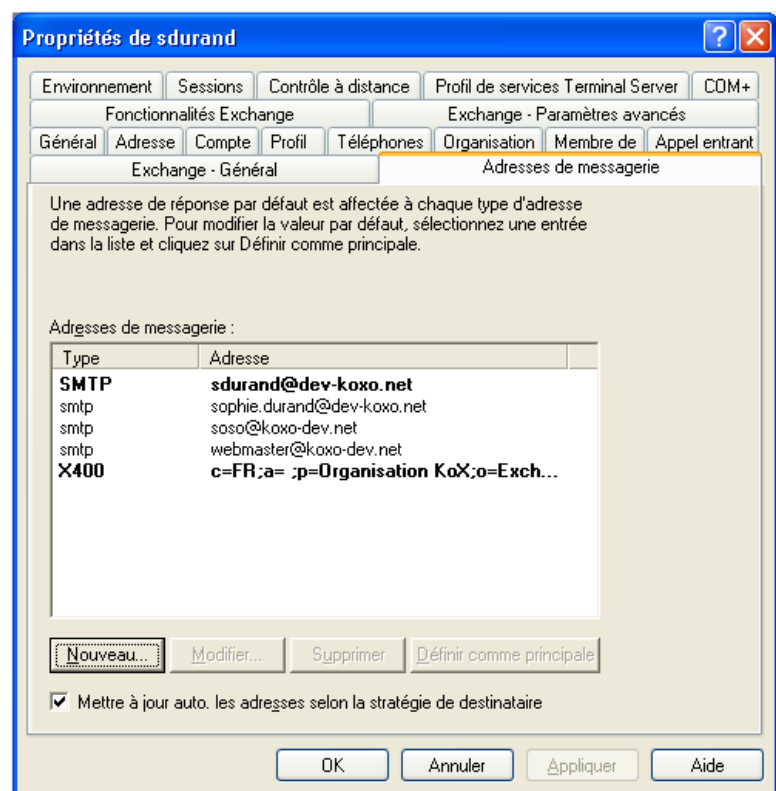 Propriétés de sdurand
Environnement Sessions Contrôle à distance Profil de services Terminal Server COM+
Fonctionnalités Exchange Exchange - Paramètres avancés
Général Adresse Compte Profil Téléphones Organisation Membre de Appel entrant
Exchange - Général Adresses de messagerie
Une adresse de réponse par défaut est affectée à chaque type d'adresse
de messagerie. Pour modifier la valeur par défaut, sélectionnez une entrée
dans la liste et cliquez sur Définir comme principale.
Adresses de messagerie :
Type Adresse
SMTP sdurand@dev-koxo.net
smtp sophie.durand@dev-koxo.net
smtp soso@koxo-dev.net
smtp webmaster@koxo-dev.net
X400 c=FR;a= ;p=Organisation KoX;o=Exch...
Nouveau... Modifier... Supprimer Définir comme principale
Mettre à jour auto. les adresses selon la stratégie de destinataire
OK Annuler Appliquer Aide